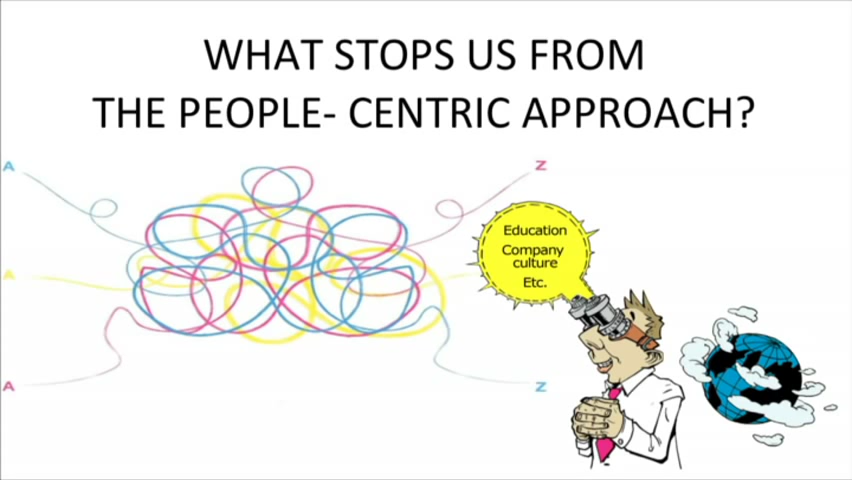 WHAT STOPS US FROM
THE PEOPLE- CENTRIC APPROACH?
A
Z
A
A
Z
Education
Company
culture
Etc.